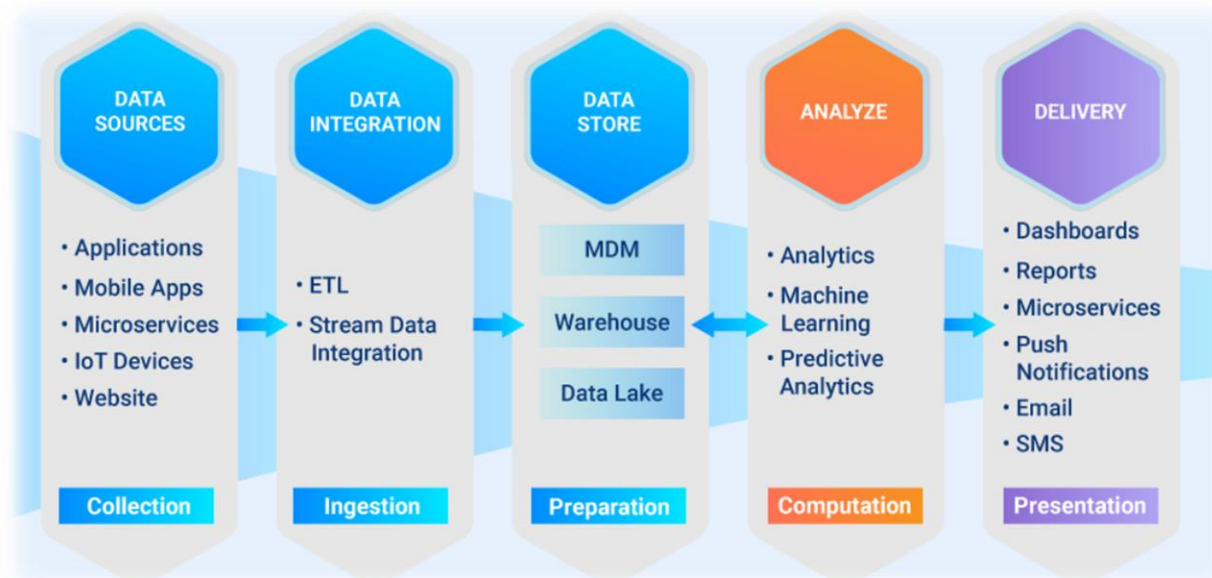 DATA
SOURCES
• Applications
• Mobile Apps
• Microservices
• IoT Devices
• Website
Collection
DATA
INTEGRATION
• ETL
• Stream Data
Integration
Ingestion
DATA
STORE
MDM
Warehouse
Data Lake
Preparation
ANALYZE
• Analytics
• Machine
Learning
• Predictive
Analytics
Computation
DELIVERY
• Dashboards
• Reports
• Microservices
• Push
Notifications
• Email
• SMS
Presentation